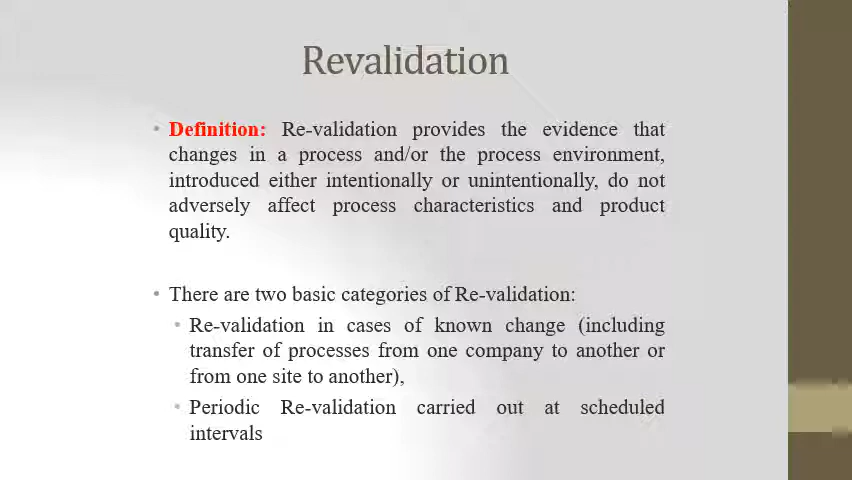 Revalidation
• Definition: Re-validation provides the evidence that
changes in a process and/or the process environment,
introduced either intentionally or unintentionally, do not
adversely affect process characteristics and product
quality.
• There are two basic categories of Re-validation:
• Re-validation in cases of known change (including
transfer of processes from one company to another or
from one site to another),
• Periodic Re-validation carried out at scheduled
intervals